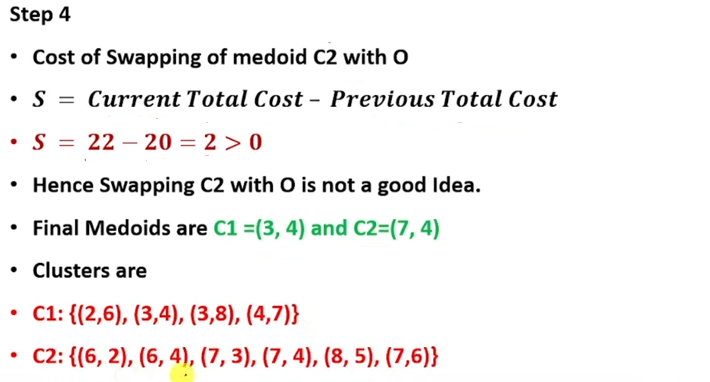 Step 4
• Cost of Swapping of medoid C2 with O
• S = Current Total Cost – Previous Total Cost
• S = 22 − 20 = 2 > 0
• Hence Swapping C2 with O is not a good Idea.
• Final Medoids are C1 =(3, 4) and C2=(7, 4)
• Clusters are
• C1: {(2,6), (3,4), (3,8), (4,7)}
• C2: {(6, 2), (6, 4), (7, 3), (7, 4), (8, 5), (7,6)}